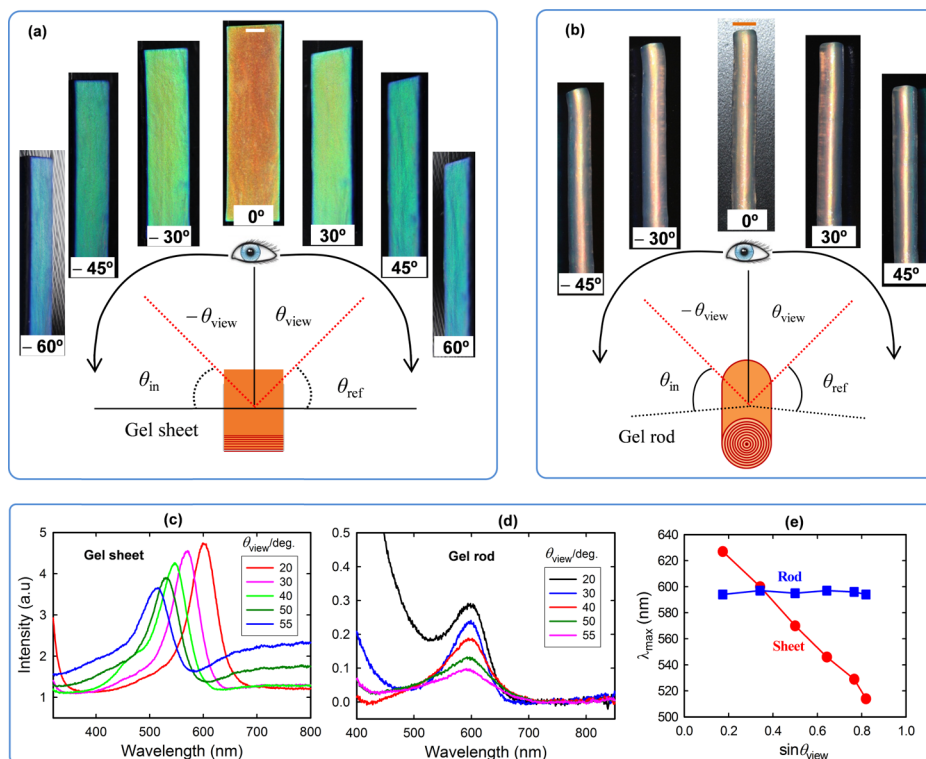 (a)
0º
– 30º
30º
– 45º
45º
– 60º
60º
–θview
θview
θin
θref
Gel sheet
(b)
0º
– 30º
30º
– 45º
45º
–θview
θview
θin
θref
Gel rod
(c)
Gel sheet
θview/deg.
20
30
40
50
55
Intensity (a.u)
5
4
3
2
1
400 500 600 700 800
Wavelength (nm)
(d)
Gel rod
θview/deg.
20
30
40
50
55
0.5
0.4
0.3
0.2
0.1
0.0
400 500 600 700 800
Wavelength (nm)
(e)
Rod
Sheet
λmax (nm)
640
620
600
580
560
540
520
500
0.0 0.2 0.4 0.6 0.8 1.0
sinθview